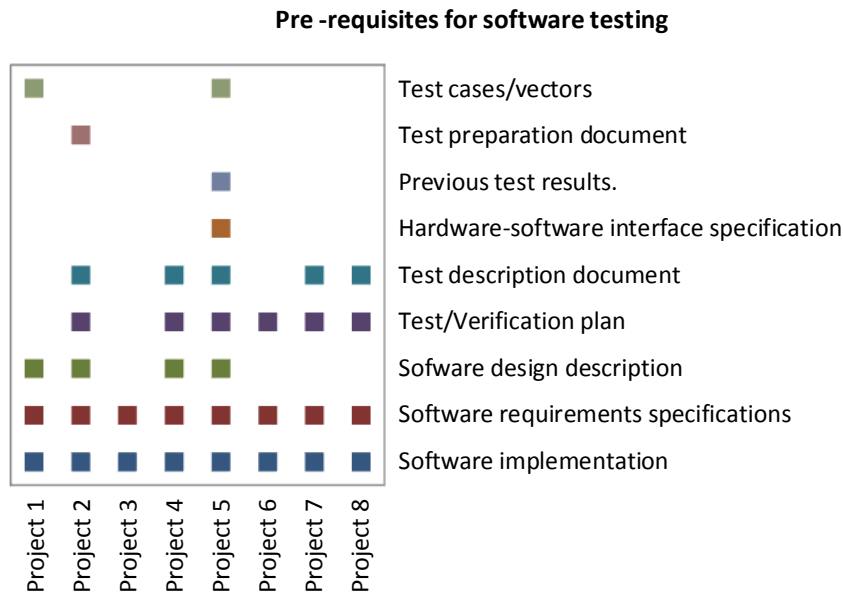 Pre -requisites for software testing
Test cases/vectors
Test preparation document
Previous test results.
Hardware-software interface specification
Test description document
Test/Verification plan
Sofware design description
Software requirements specifications
Software implementation
Project 1
Project 2
Project 3
Project 4
Project 5
Project 6
Project 7
Project 8